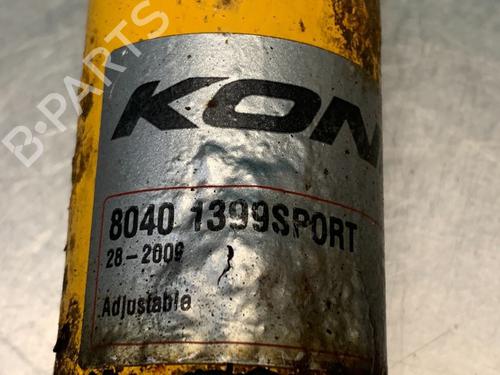 KON
8040 1399SPORT
28-2009
Adjustable
B-PARTS